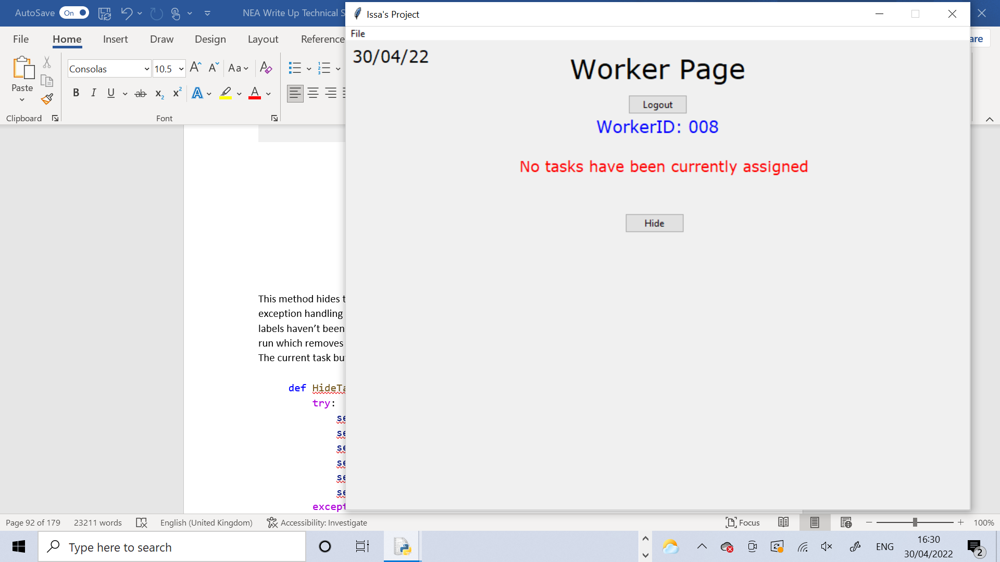 AutoSave On
NEA Write Up Technical S
File Home Insert Draw Design Layout Reference
are
Paste
Clipboard
Consolas 10.5
Aa
B I U ab x₂ x² A A
Font
Issa's Project
File
30/04/22
Worker Page
Logout
WorkerID: 008
No tasks have been currently assigned
Hide
This method hides t
exception handling
labels haven’t been
run which removes
The current task bu
def HideTa
try:
se
se
se
se
se
se
except
Page 92 of 179 23211 words English (United Kingdom) Accessibility: Investigate Focus 100%
Type here to search
ENG
16:30
30/04/2022
2